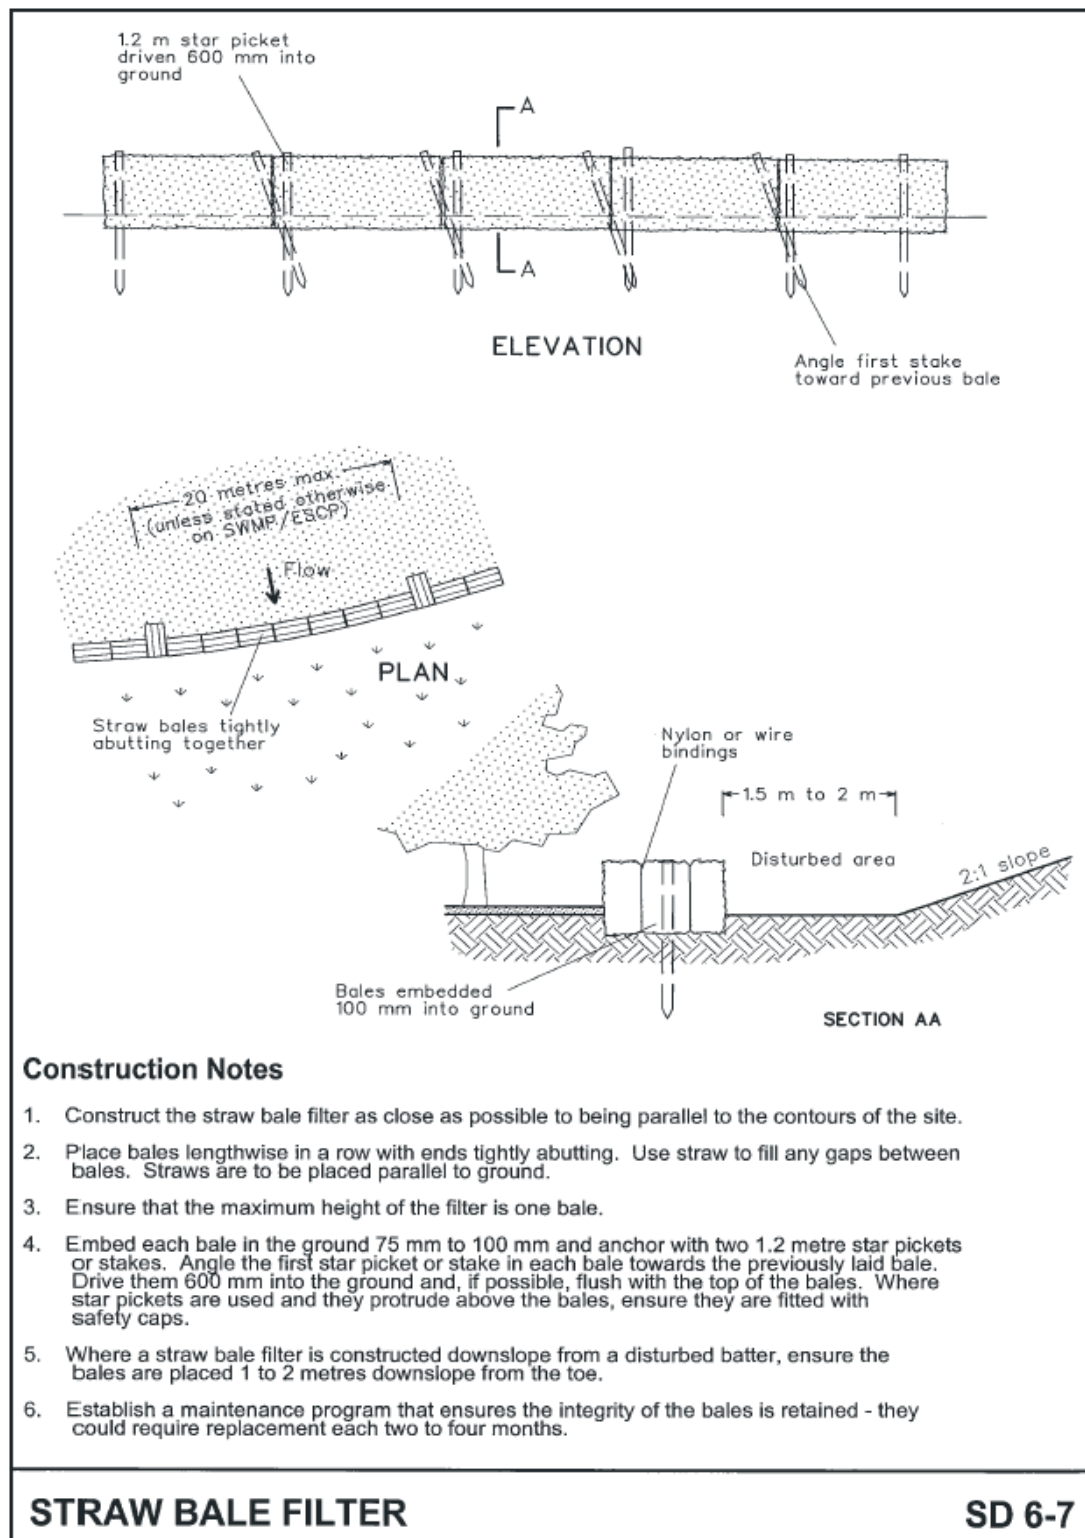 1.2 m star picket
driven 600 mm into
ground
A
A
ELEVATION
Angle first stake
toward previous bale
20 metres max.
(unless stated otherwise
on SWMP/ESCP)
Flow
PLAN
Straw bales tightly
abutting together
Nylon or wire
bindings
1.5 m to 2 m
Disturbed area
2:1 slope
Bales embedded
100 mm into ground
SECTION AA
Construction Notes
1. Construct the straw bale filter as close as possible to being parallel to the contours of the site.
2. Place bales lengthwise in a row with ends tightly abutting. Use straw to fill any gaps between
bales. Straws are to be placed parallel to ground.
3. Ensure that the maximum height of the filter is one bale.
4. Embed each bale in the ground 75 mm to 100 mm and anchor with two 1.2 metre star pickets
or stakes. Angle the first star picket or stake in each bale towards the previously laid bale.
Drive them 600 mm into the ground and, if possible, flush with the top of the bales. Where
star pickets are used and they protrude above the bales, ensure they are fitted with
safety caps.
5. Where a straw bale filter is constructed downslope from a disturbed batter, ensure the
bales are placed 1 to 2 metres downslope from the toe.
6. Establish a maintenance program that ensures the integrity of the bales is retained - they
could require replacement each two to four months.
STRAW BALE FILTER
SD 6-7